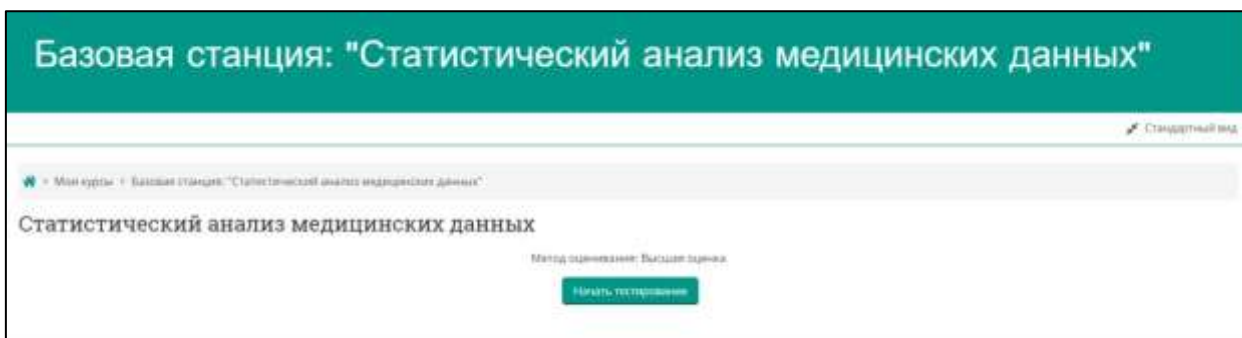 Базовая станция: "Статистический анализ медицинских данных"
Стандартный вид
Мои курсы Базовая станция: "Статистический анализ медицинских данных"
Статистический анализ медицинских данных
Метод оценивания: Высшая оценка
Начать тестирование